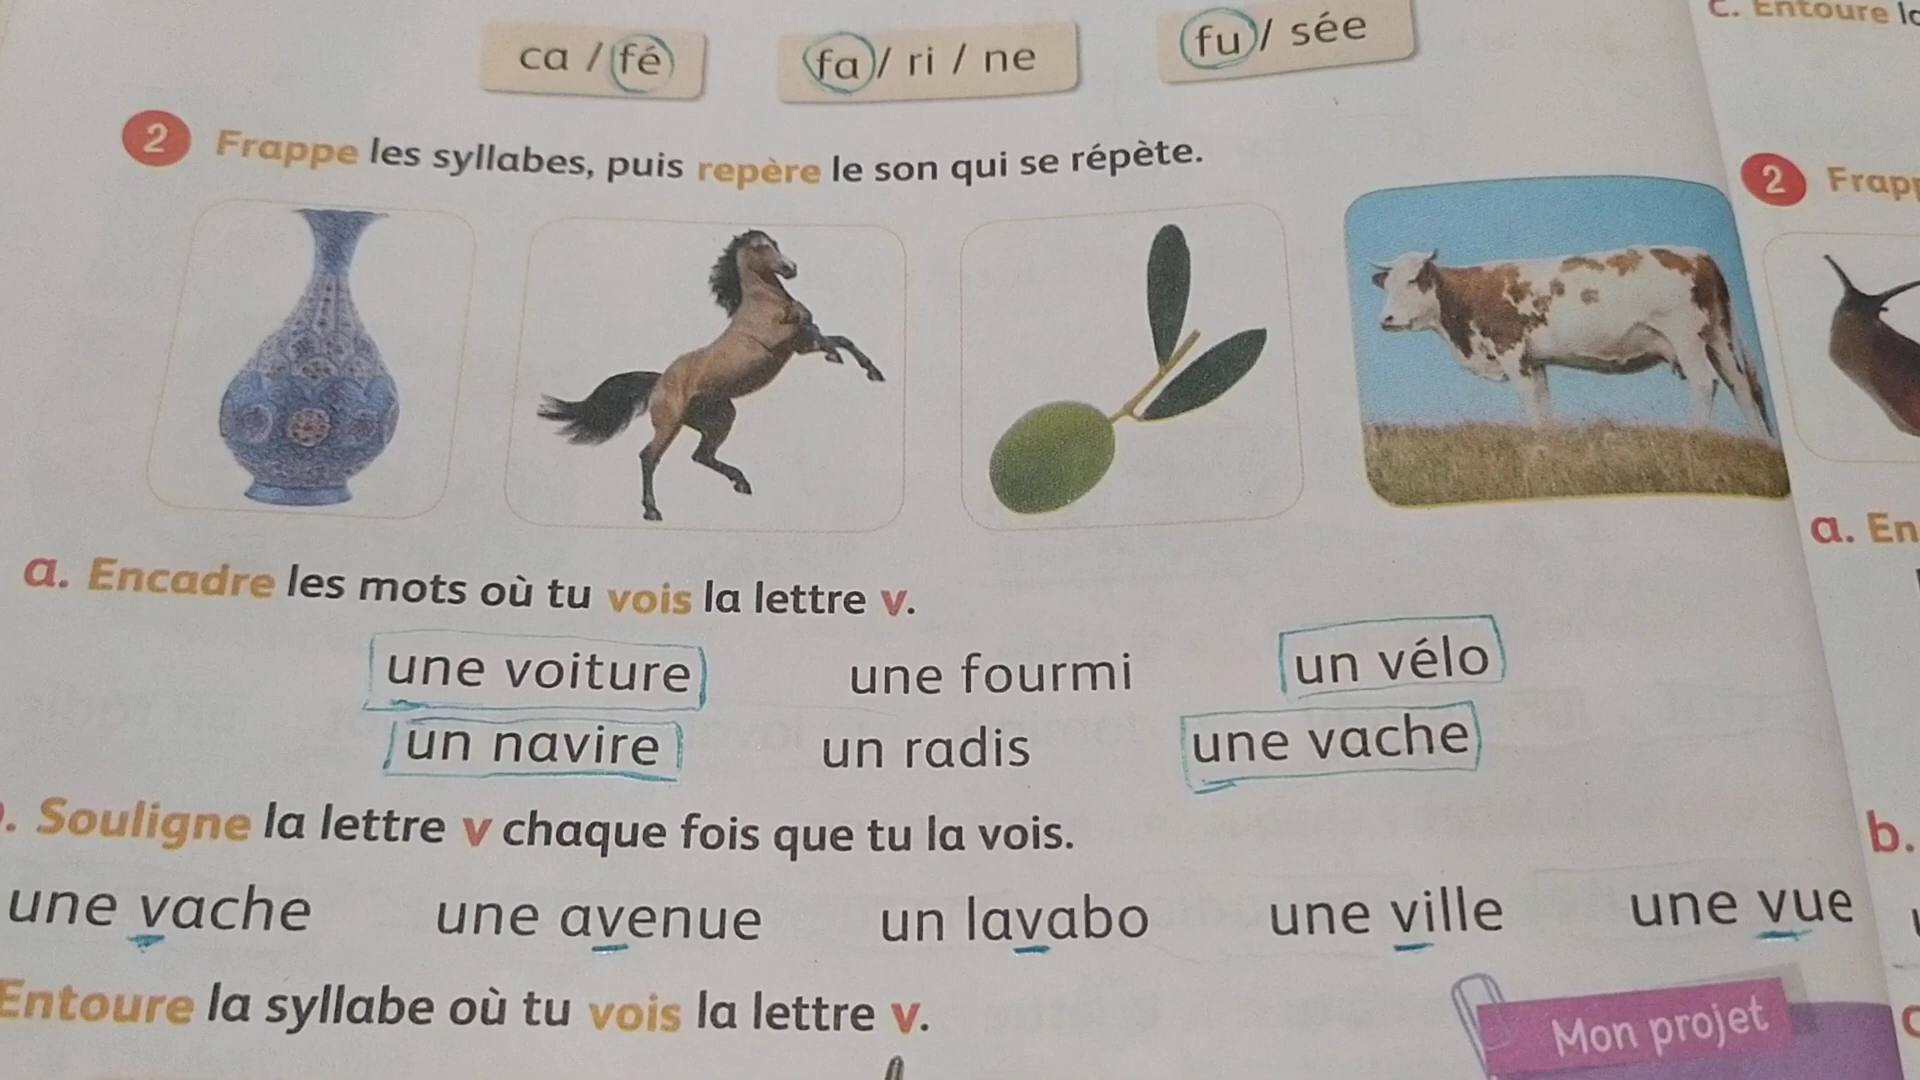 ca / fé
fa / ri / ne
fu / sée
C. Entoure
2 Frappe les syllabes, puis repère le son qui se répète.
2
a. Encadre les mots où tu vois la lettre v.
une voiture une fourmi un vélo
un navire un radis une vache
. Souligne la lettre v chaque fois que tu la vois.
une vache une avenue un lavabo une ville une vue
Entoure la syllabe où tu vois la lettre v.
Mon projet
a. En
b.